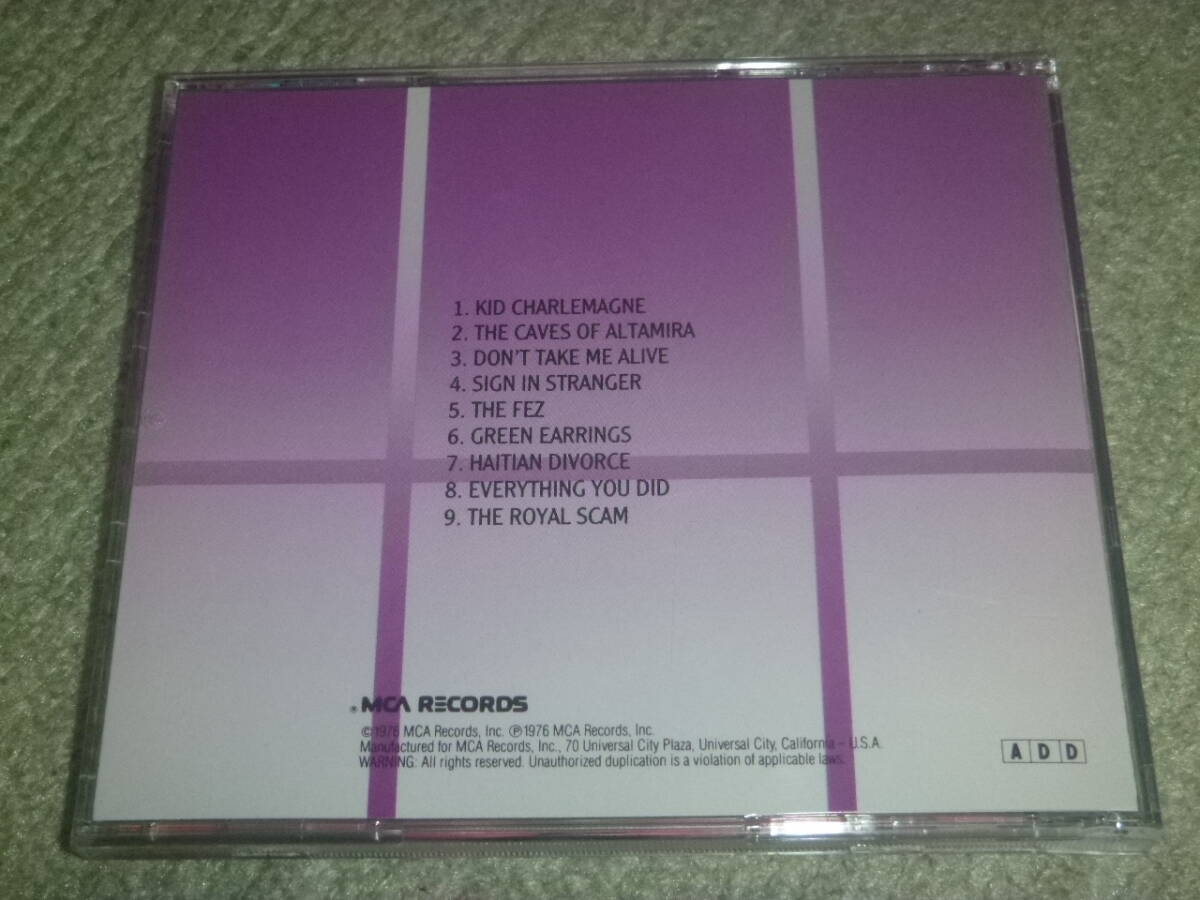 1. KID CHARLEMAGNE
2. THE CAVES OF ALTAMIRA
3. DON'T TAKE ME ALIVE
4. SIGN IN STRANGER
5. THE FEZ
6. GREEN EARRINGS
7. HAITIAN DIVORCE
8. EVERYTHING YOU DID
9. THE ROYAL SCAM
® MCA RECORDS
©1976 MCA Records, Inc. ℗1976 MCA Records, Inc.
Manufactured for MCA Records, Inc., 70 Universal City Plaza, Universal City, California – U.S.A.
WARNING: All rights reserved. Unauthorized duplication is a violation of applicable laws.
A D D